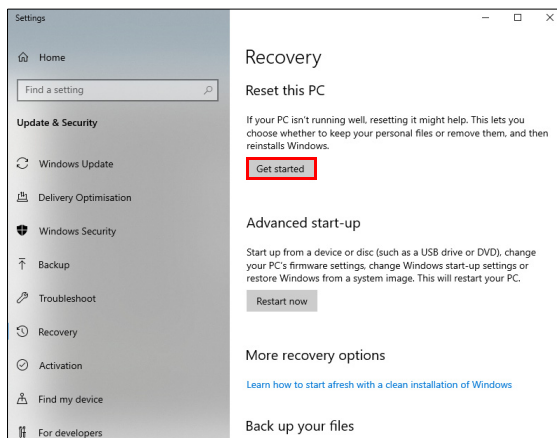 Settings
Home
Find a setting
Update & Security
Windows Update
Delivery Optimisation
Windows Security
Backup
Troubleshoot
Recovery
Activation
Find my device
For developers
Recovery
Reset this PC
If your PC isn't running well, resetting it might help. This lets you
choose whether to keep your personal files or remove them, and then
reinstalls Windows.
Get started
Advanced start-up
Start up from a device or disc (such as a USB drive or DVD), change
your PC's firmware settings, change Windows start-up settings or
restore Windows from a system image. This will restart your PC.
Restart now
More recovery options
Learn how to start afresh with a clean installation of Windows
Back up your files